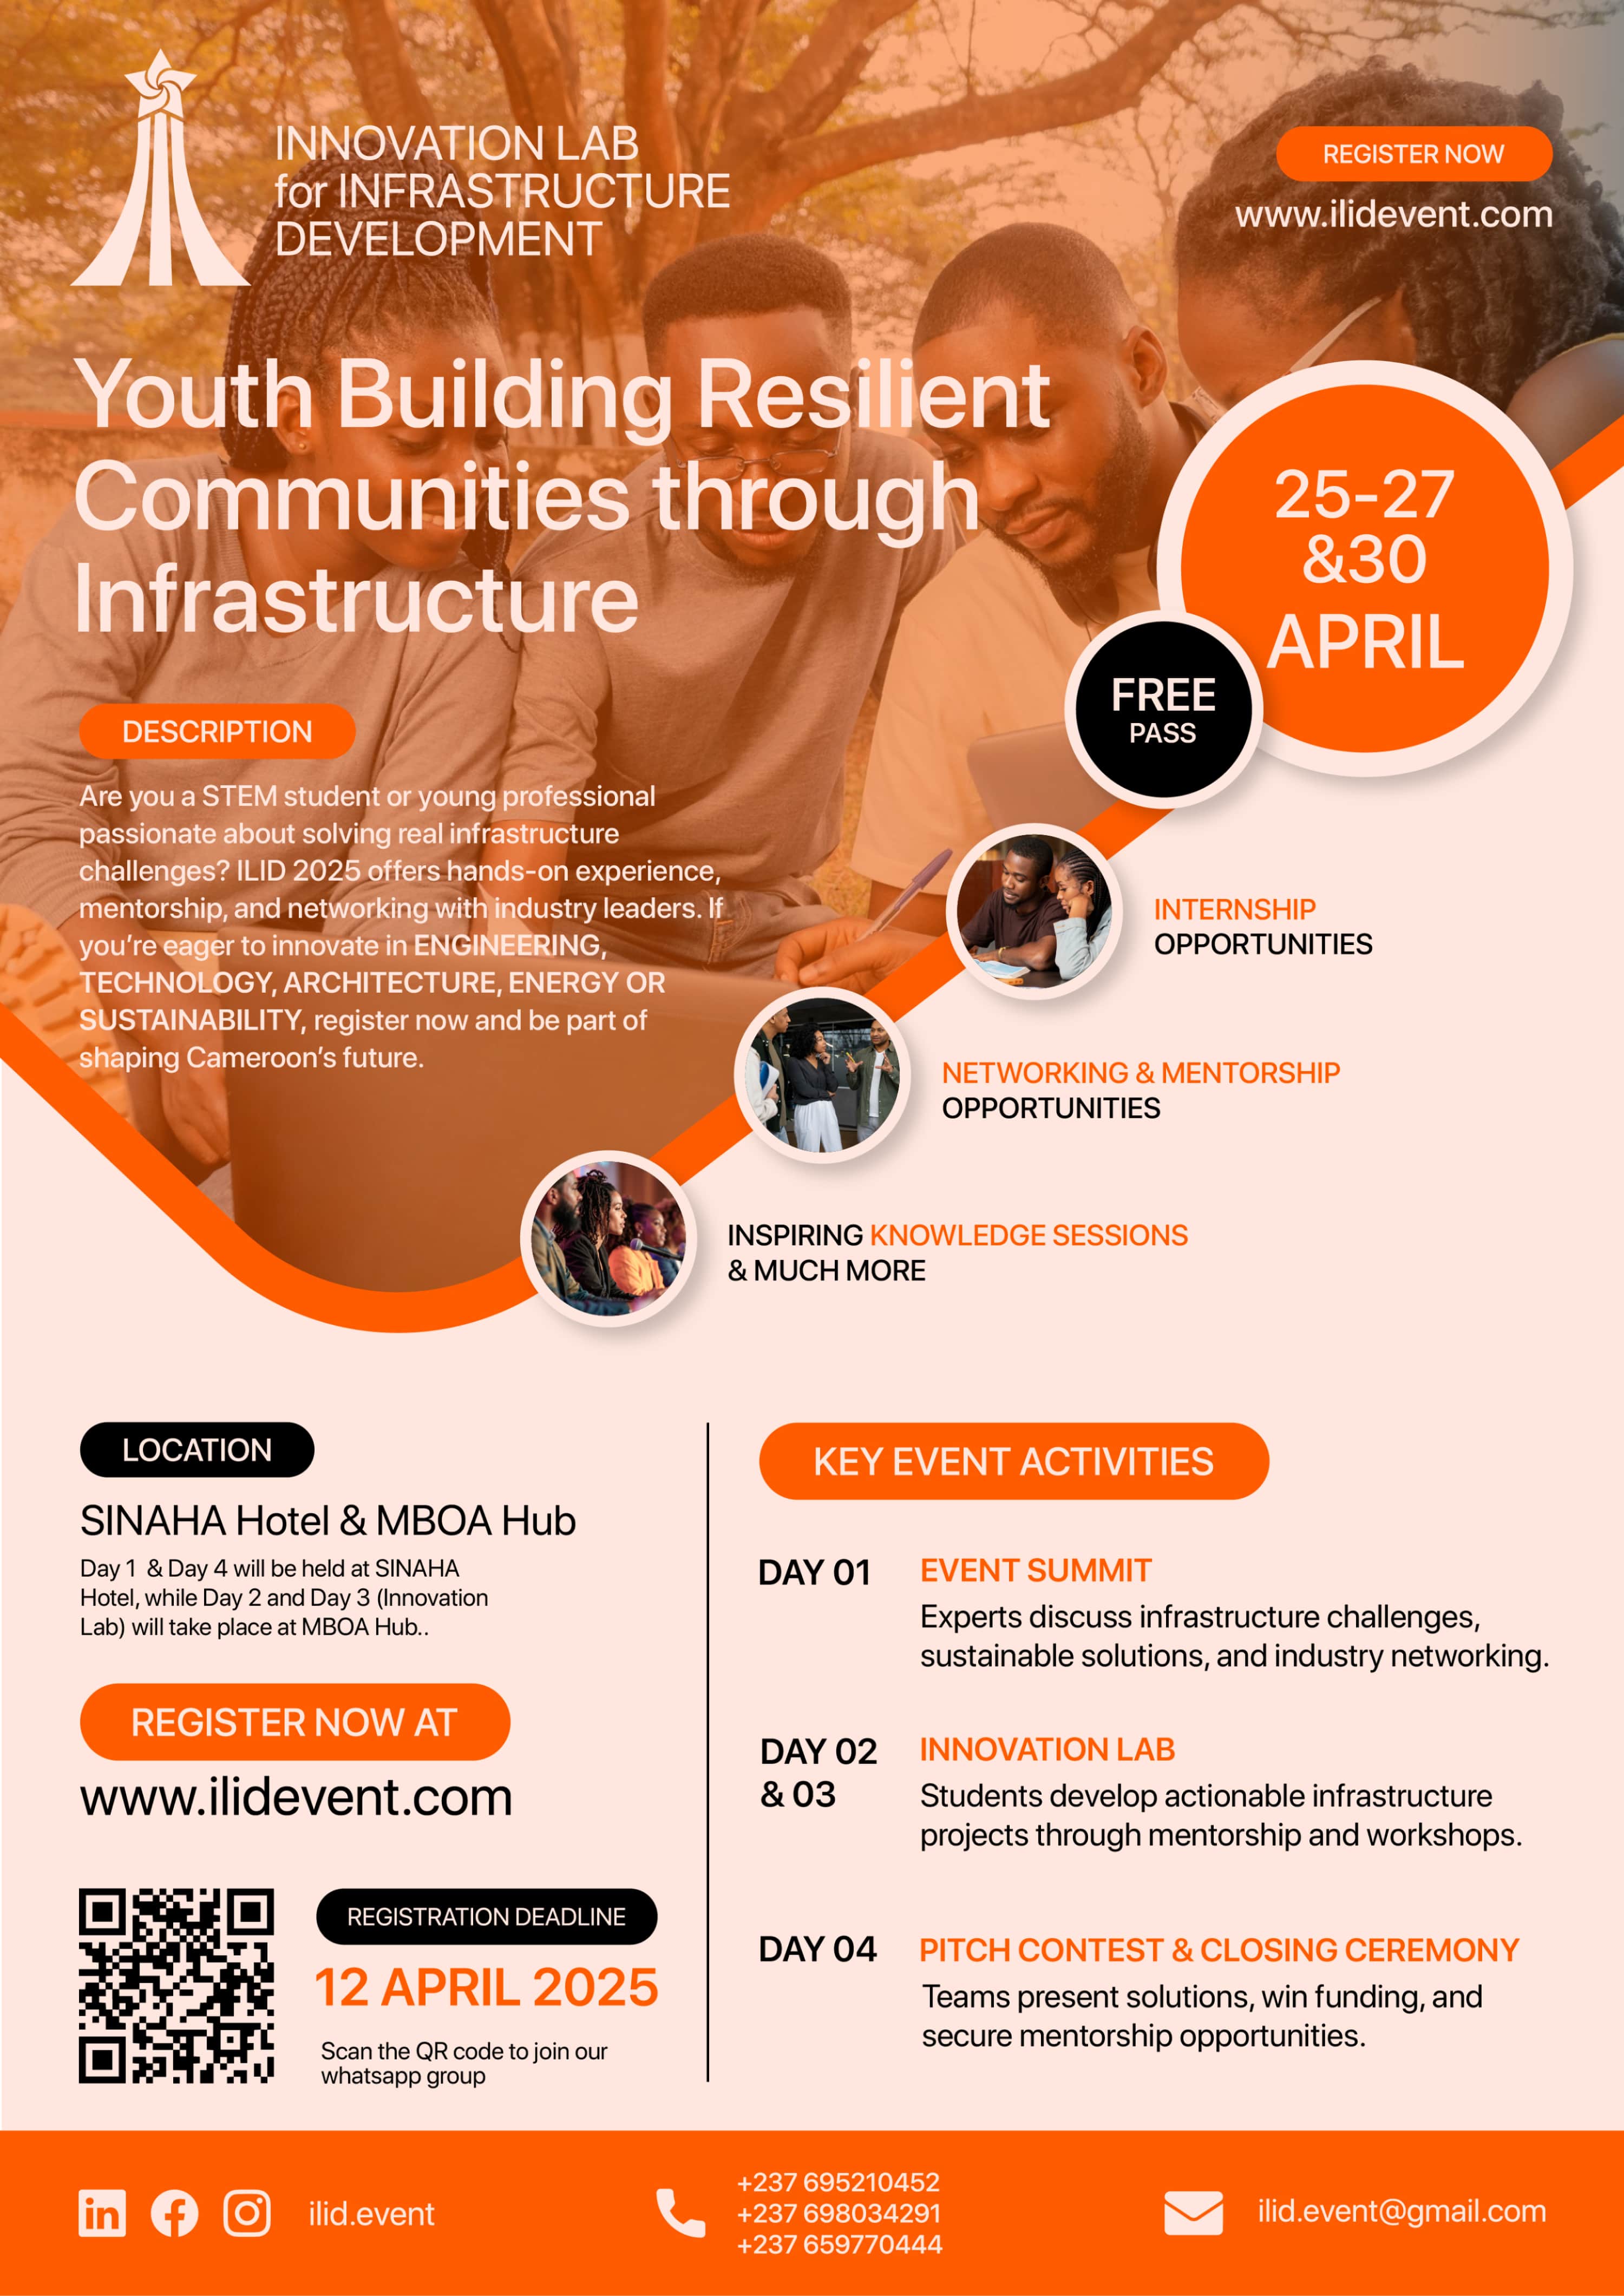 INNOVATION LAB
for INFRASTRUCTURE
DEVELOPMENT
REGISTER NOW
www.ilidevent.com
Youth Building Resilient
Communities through
Infrastructure
25-27
&30
APRIL
FREE
PASS
DESCRIPTION
Are you a STEM student or young professional
passionate about solving real infrastructure
challenges? ILID 2025 offers hands-on experience,
mentorship, and networking with industry leaders. If
you're eager to innovate in ENGINEERING,
TECHNOLOGY, ARCHITECTURE, ENERGY OR
SUSTAINABILITY, register now and be part of
shaping Cameroon's future.
INTERNSHIP
OPPORTUNITIES
NETWORKING & MENTORSHIP
OPPORTUNITIES
INSPIRING KNOWLEDGE SESSIONS
& MUCH MORE
LOCATION
SINAHA Hotel & MBOA Hub
Day 1 & Day 4 will be held at SINAHA
Hotel, while Day 2 and Day 3 (Innovation
Lab) will take place at MBOA Hub..
REGISTER NOW AT
www.ilidevent.com
REGISTRATION DEADLINE
12 APRIL 2025
Scan the QR code to join our
whatsapp group
KEY EVENT ACTIVITIES
DAY 01
EVENT SUMMIT
Experts discuss infrastructure challenges,
sustainable solutions, and industry networking.
DAY 02
& 03
INNOVATION LAB
Students develop actionable infrastructure
projects through mentorship and workshops.
DAY 04
PITCH CONTEST & CLOSING CEREMONY
Teams present solutions, win funding, and
secure mentorship opportunities.
in
ilid.event
+237 695210452
+237 698034291
+237 659770444
ilid.event@gmail.com